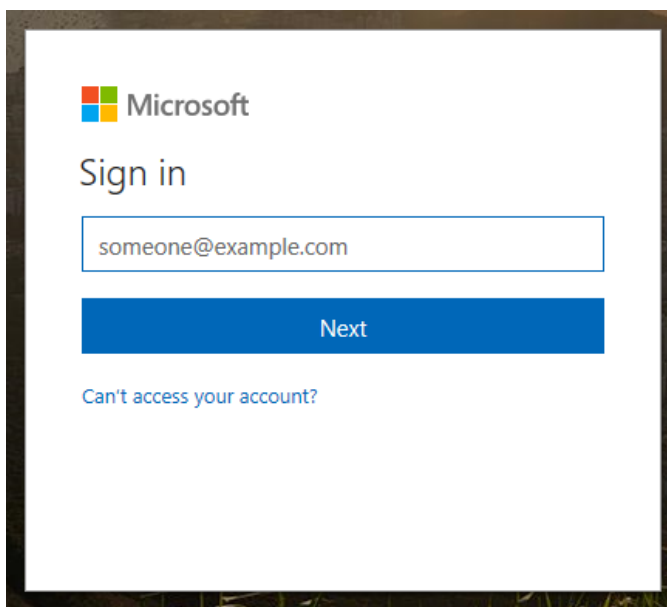 Microsoft
Sign in
someone@example.com
Next
Can't access your account?